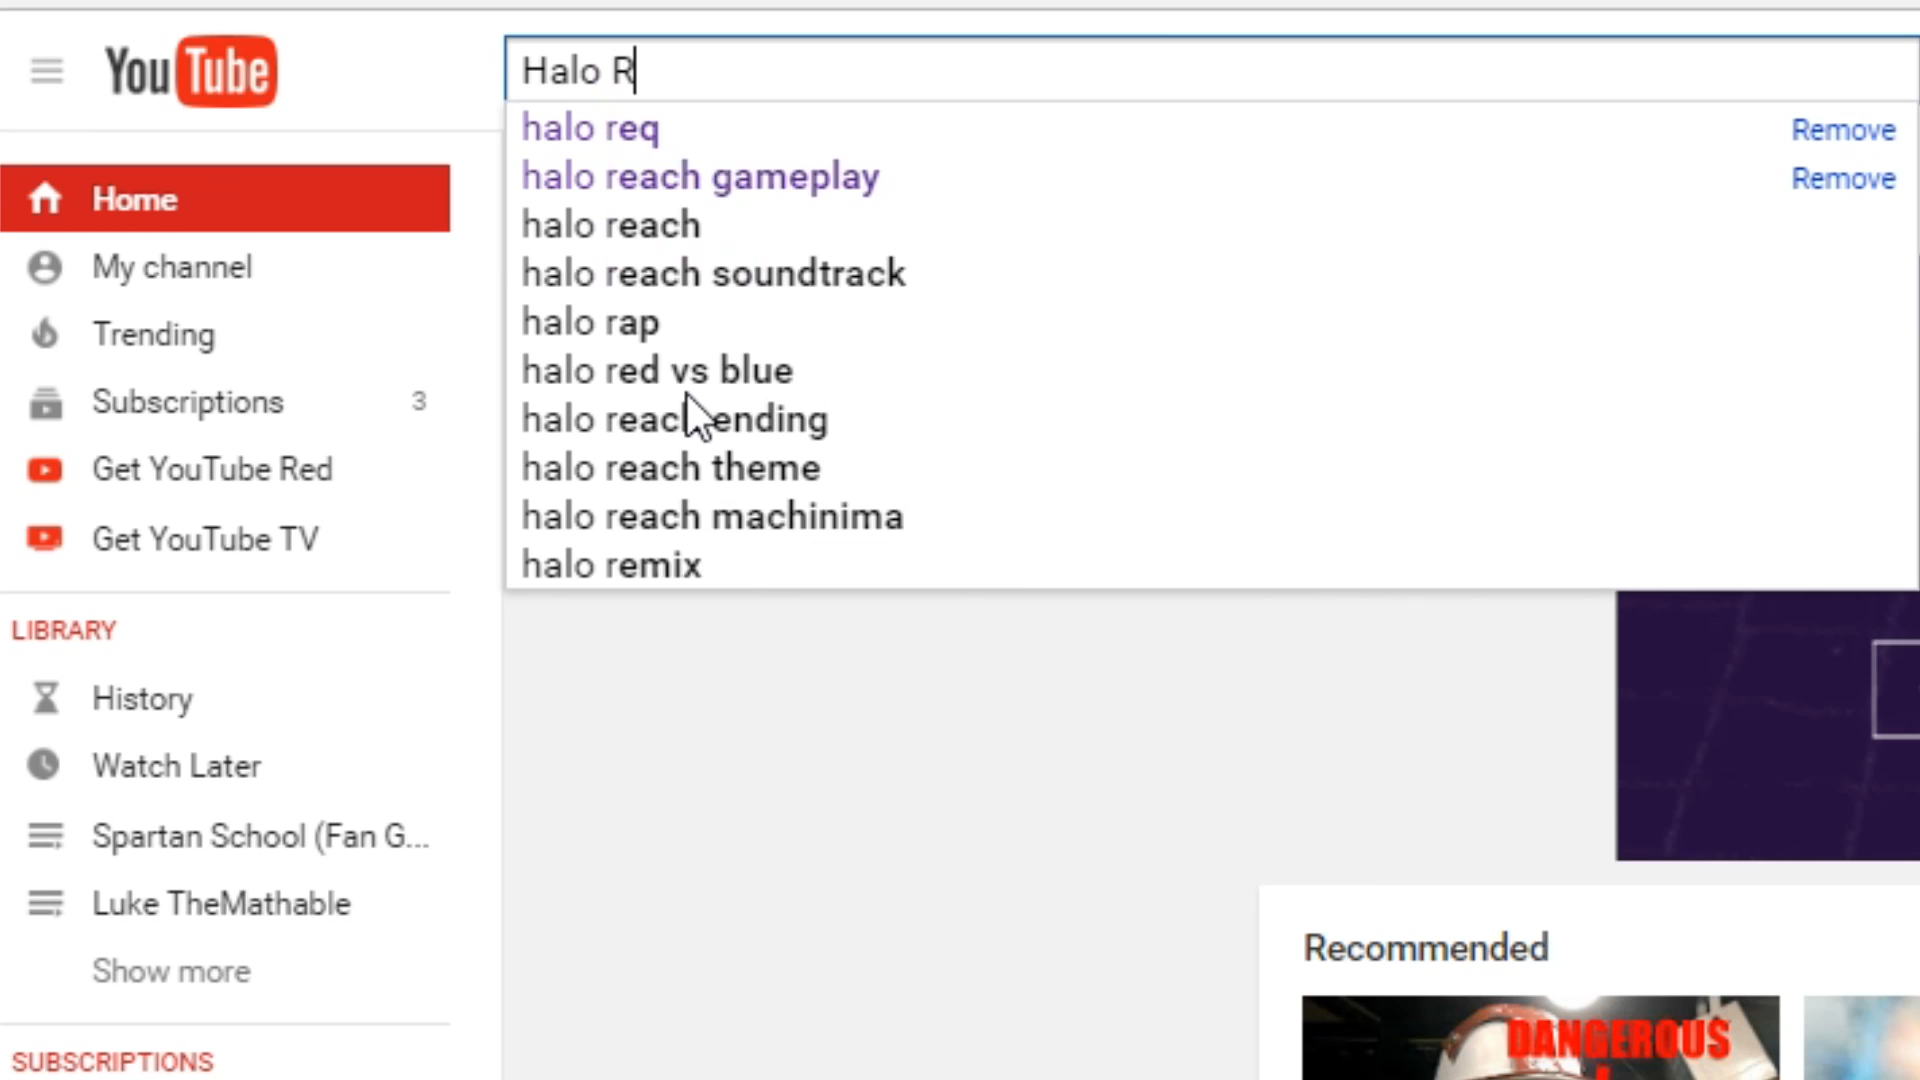 YouTube
Halo R
halo req
Remove
halo reach gameplay
Remove
halo reach
halo reach soundtrack
halo rap
halo red vs blue
halo reach ending
halo reach theme
halo reach machinima
halo remix
Home
My channel
Trending
Subscriptions 3
Get YouTube Red
Get YouTube TV
LIBRARY
History
Watch Later
Spartan School (Fan G...
Luke TheMathable
Show more
SUBSCRIPTIONS
Recommended
DANGEROUS